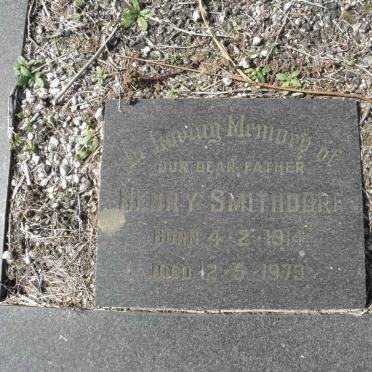 In Loving Memory of
OUR DEAR FATHER
HENRY SMITHDORF
BORN 4-2-1914
DIED 12-5-1973